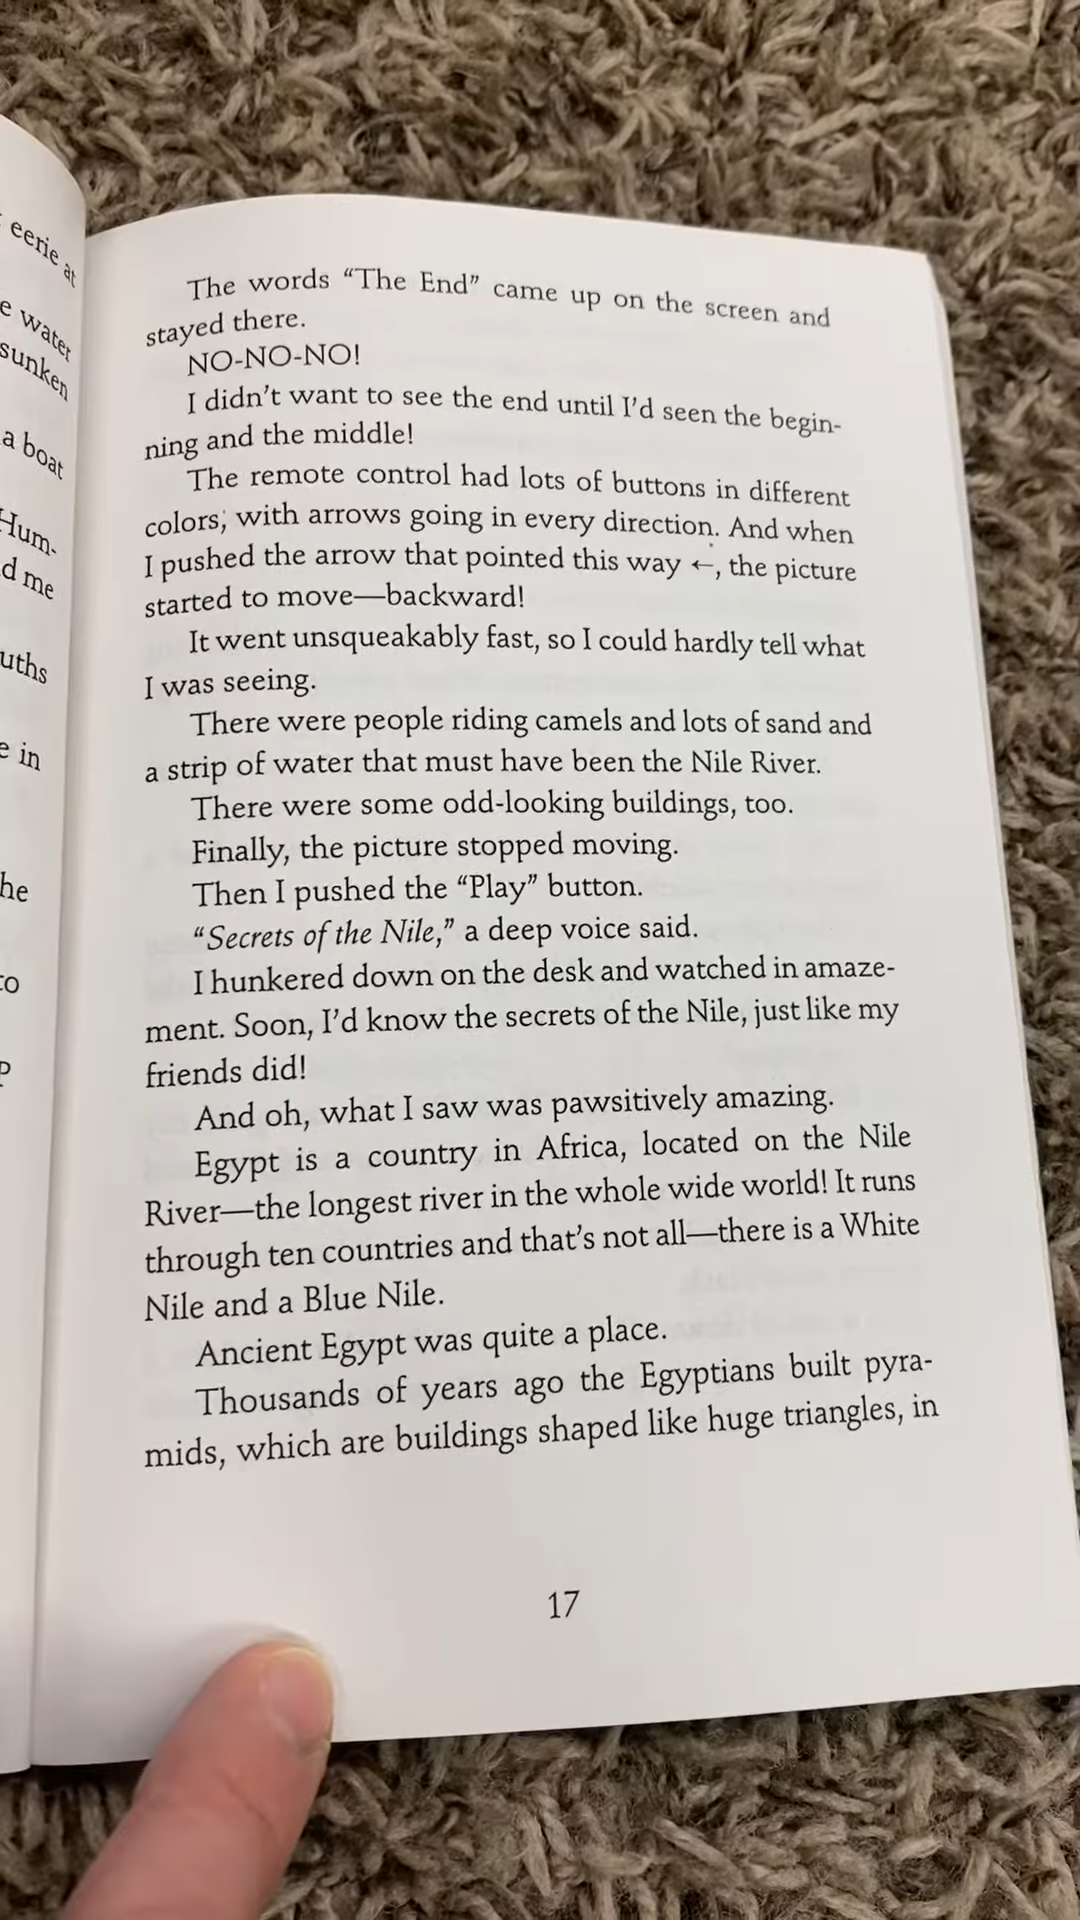 eerie at
e water
sunken
a boat
Hum-
d me
uths
e in
he
to
The words “The End” came up on the screen and
stayed there.
NO-NO-NO!
I didn’t want to see the end until I’d seen the begin-
ning and the middle!
The remote control had lots of buttons in different
colors, with arrows going in every direction. And when
I pushed the arrow that pointed this way ←, the picture
started to move—backward!
It went unsqueakably fast, so I could hardly tell what
I was seeing.
There were people riding camels and lots of sand and
a strip of water that must have been the Nile River.
There were some odd-looking buildings, too.
Finally, the picture stopped moving.
Then I pushed the “Play” button.
“Secrets of the Nile,” a deep voice said.
I hunkered down on the desk and watched in amaze-
ment. Soon, I’d know the secrets of the Nile, just like my
friends did!
And oh, what I saw was pawsitively amazing.
Egypt is a country in Africa, located on the Nile
River—the longest river in the whole wide world! It runs
through ten countries and that’s not all—there is a White
Nile and a Blue Nile.
Ancient Egypt was quite a place.
Thousands of years ago the Egyptians built pyra-
mids, which are buildings shaped like huge triangles, in
17